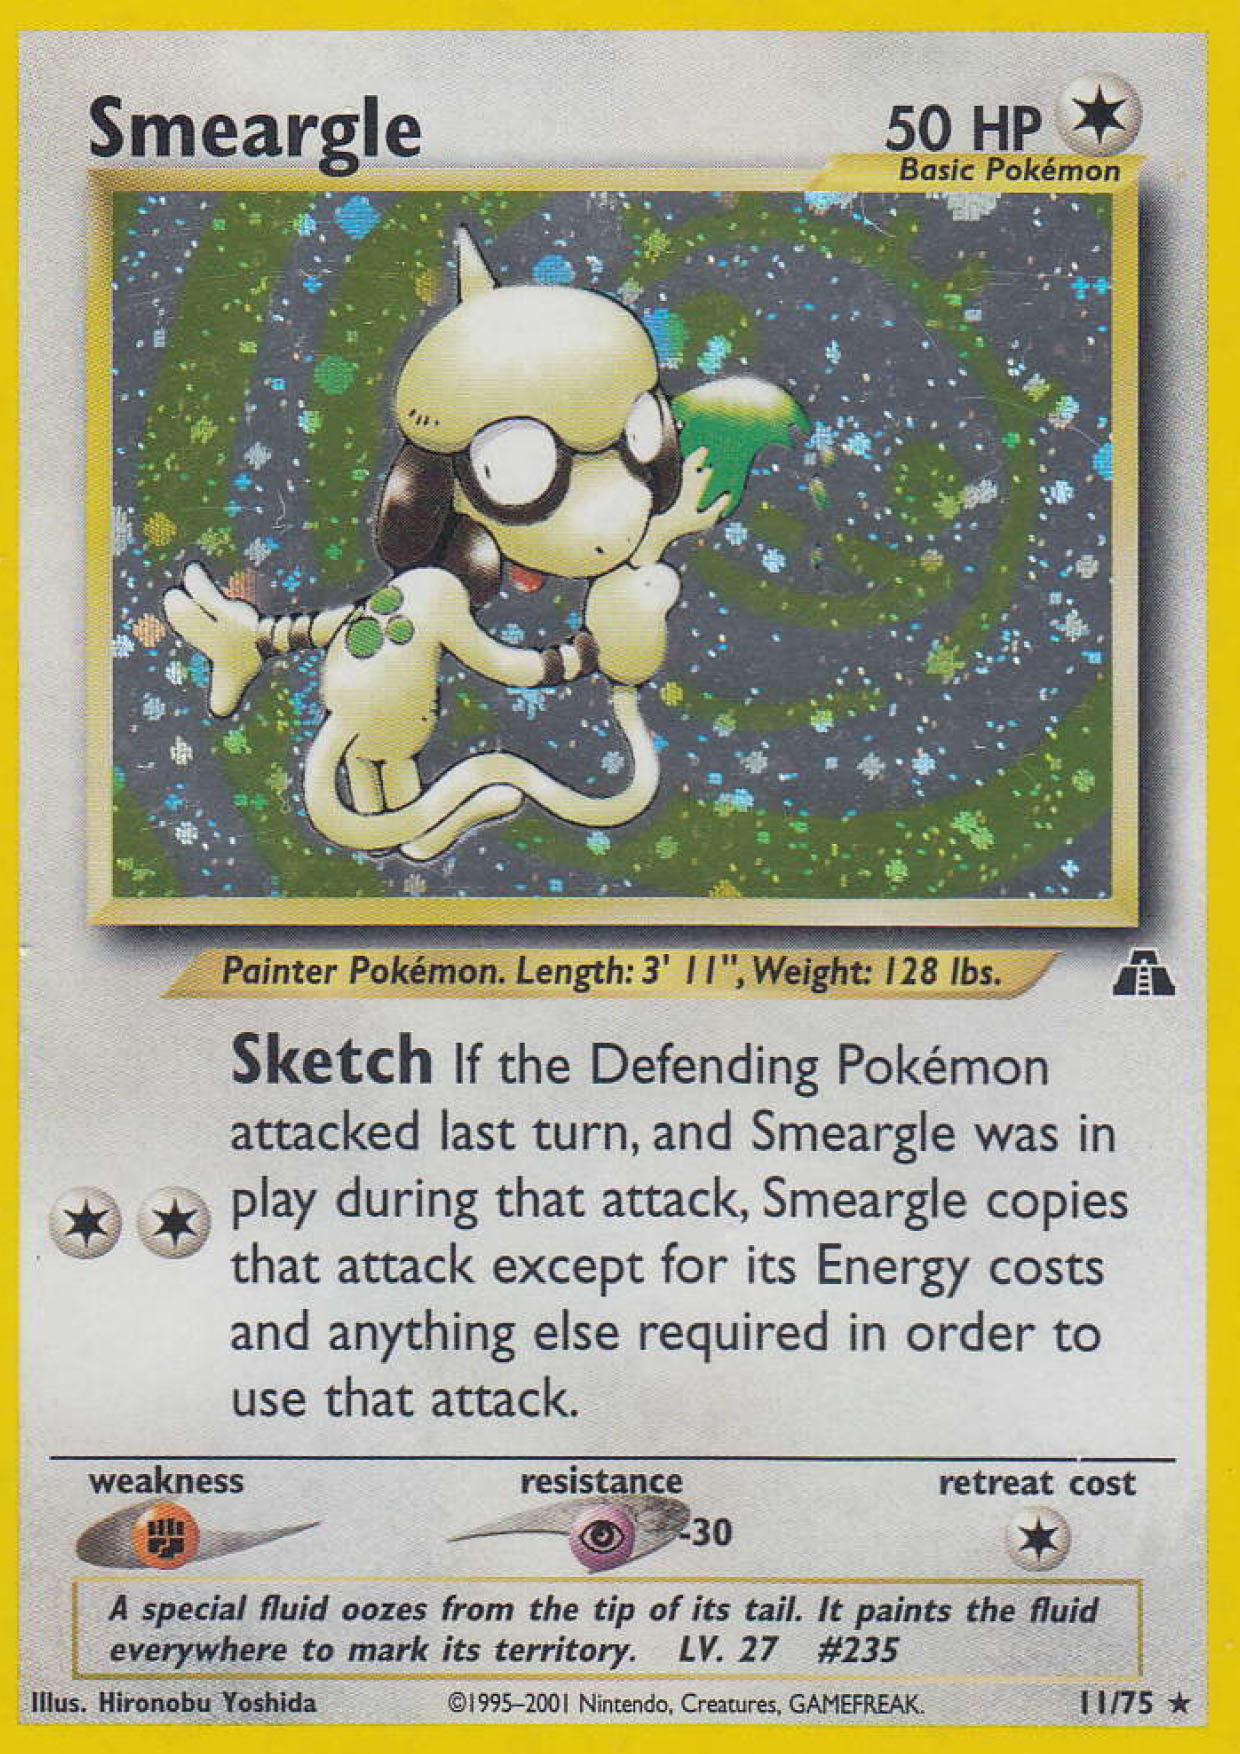 Smeargle
50 HP
Basic Pokémon
Painter Pokémon. Length: 3' 11", Weight: 128 lbs.
Sketch If the Defending Pokémon
attacked last turn, and Smeargle was in
play during that attack, Smeargle copies
that attack except for its Energy costs
and anything else required in order to
use that attack.
weakness
resistance
retreat cost
-30
A special fluid oozes from the tip of its tail. It paints the fluid
everywhere to mark its territory. LV. 27 #235
Illus. Hironobu Yoshida
©1995–2001 Nintendo, Creatures, GAMEFREAK.
11/75 ★